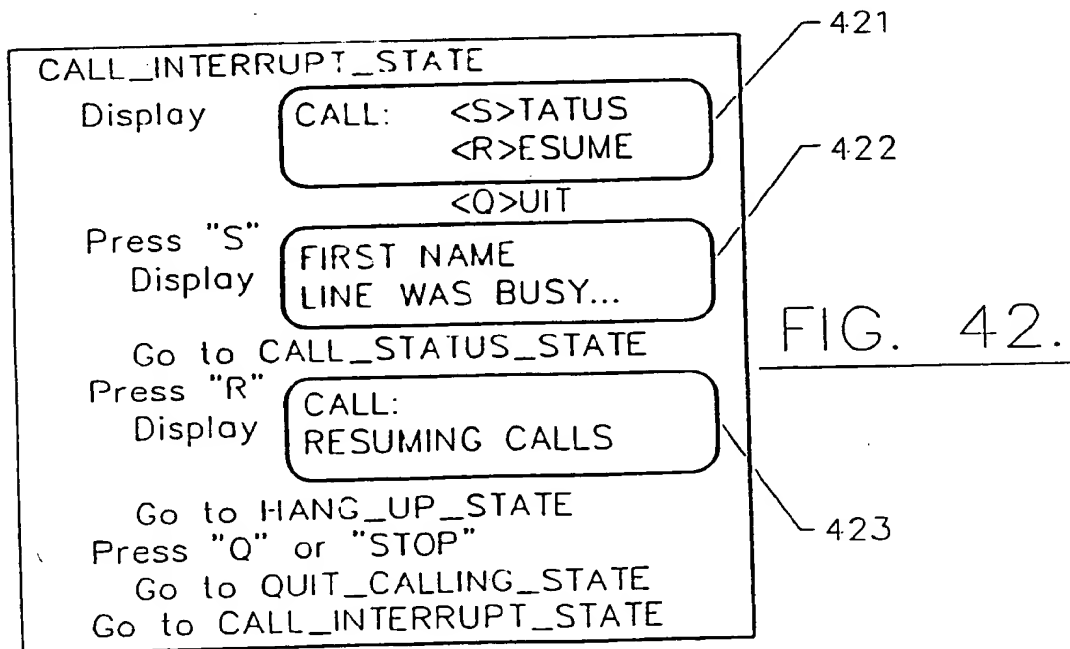 CALL_INTERRUPT_STATE
Display
CALL: <S>TATUS
<R>ESUME
<Q>UIT
Press "S"
Display
FIRST NAME
LINE WAS BUSY...
Go to CALL_STATUS_STATE
Press "R"
Display
CALL:
RESUMING CALLS
Go to HANG_UP_STATE
Press "Q" or "STOP"
Go to QUIT_CALLING_STATE
Go to CALL_INTERRUPT_STATE
421
422
423
FIG. 42.